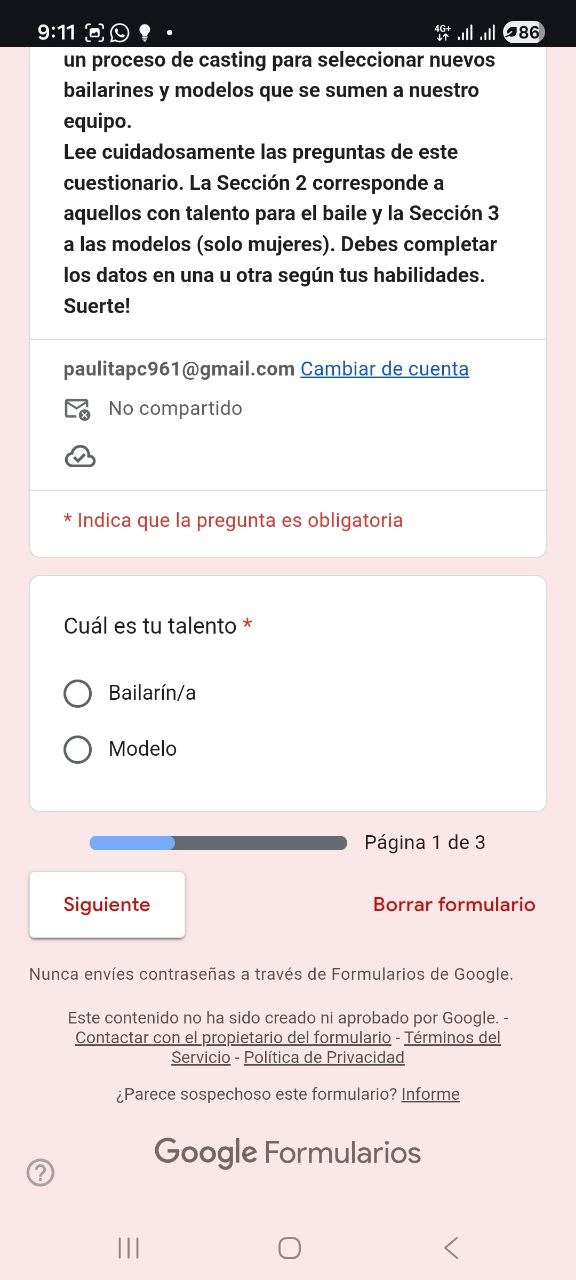 9:11
4G+
86
un proceso de casting para seleccionar nuevos
bailarines y modelos que se sumen a nuestro
equipo.
Lee cuidadosamente las preguntas de este
cuestionario. La Sección 2 corresponde a
aquellos con talento para el baile y la Sección 3
a las modelos (solo mujeres). Debes completar
los datos en una u otra según tus habilidades.
Suerte!
paulitapc961@gmail.com Cambiar de cuenta
No compartido
* Indica que la pregunta es obligatoria
Cuál es tu talento *
Bailarín/a
Modelo
Página 1 de 3
Siguiente
Borrar formulario
Nunca envíes contraseñas a través de Formularios de Google.
Este contenido no ha sido creado ni aprobado por Google. -
Contactar con el propietario del formulario - Términos del
Servicio - Política de Privacidad
¿Parece sospechoso este formulario? Informe
Google Formularios